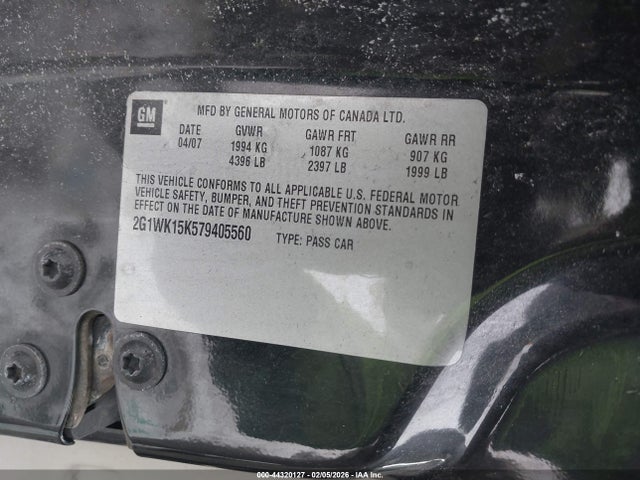 GM
MFD BY GENERAL MOTORS OF CANADA LTD.
DATE GVWR GAWR FRT GAWR RR
04/07 1994 KG 1087 KG 907 KG
4396 LB 2397 LB 1999 LB
THIS VEHICLE CONFORMS TO ALL APPLICABLE U.S. FEDERAL MOTOR
VEHICLE SAFETY, BUMPER, AND THEFT PREVENTION STANDARDS IN
EFFECT ON THE DATE OF MANUFACTURE SHOWN ABOVE.
2G1WK15K579405560 TYPE: PASS CAR
000-44320127 - 02/05/2026 - IAA Inc.